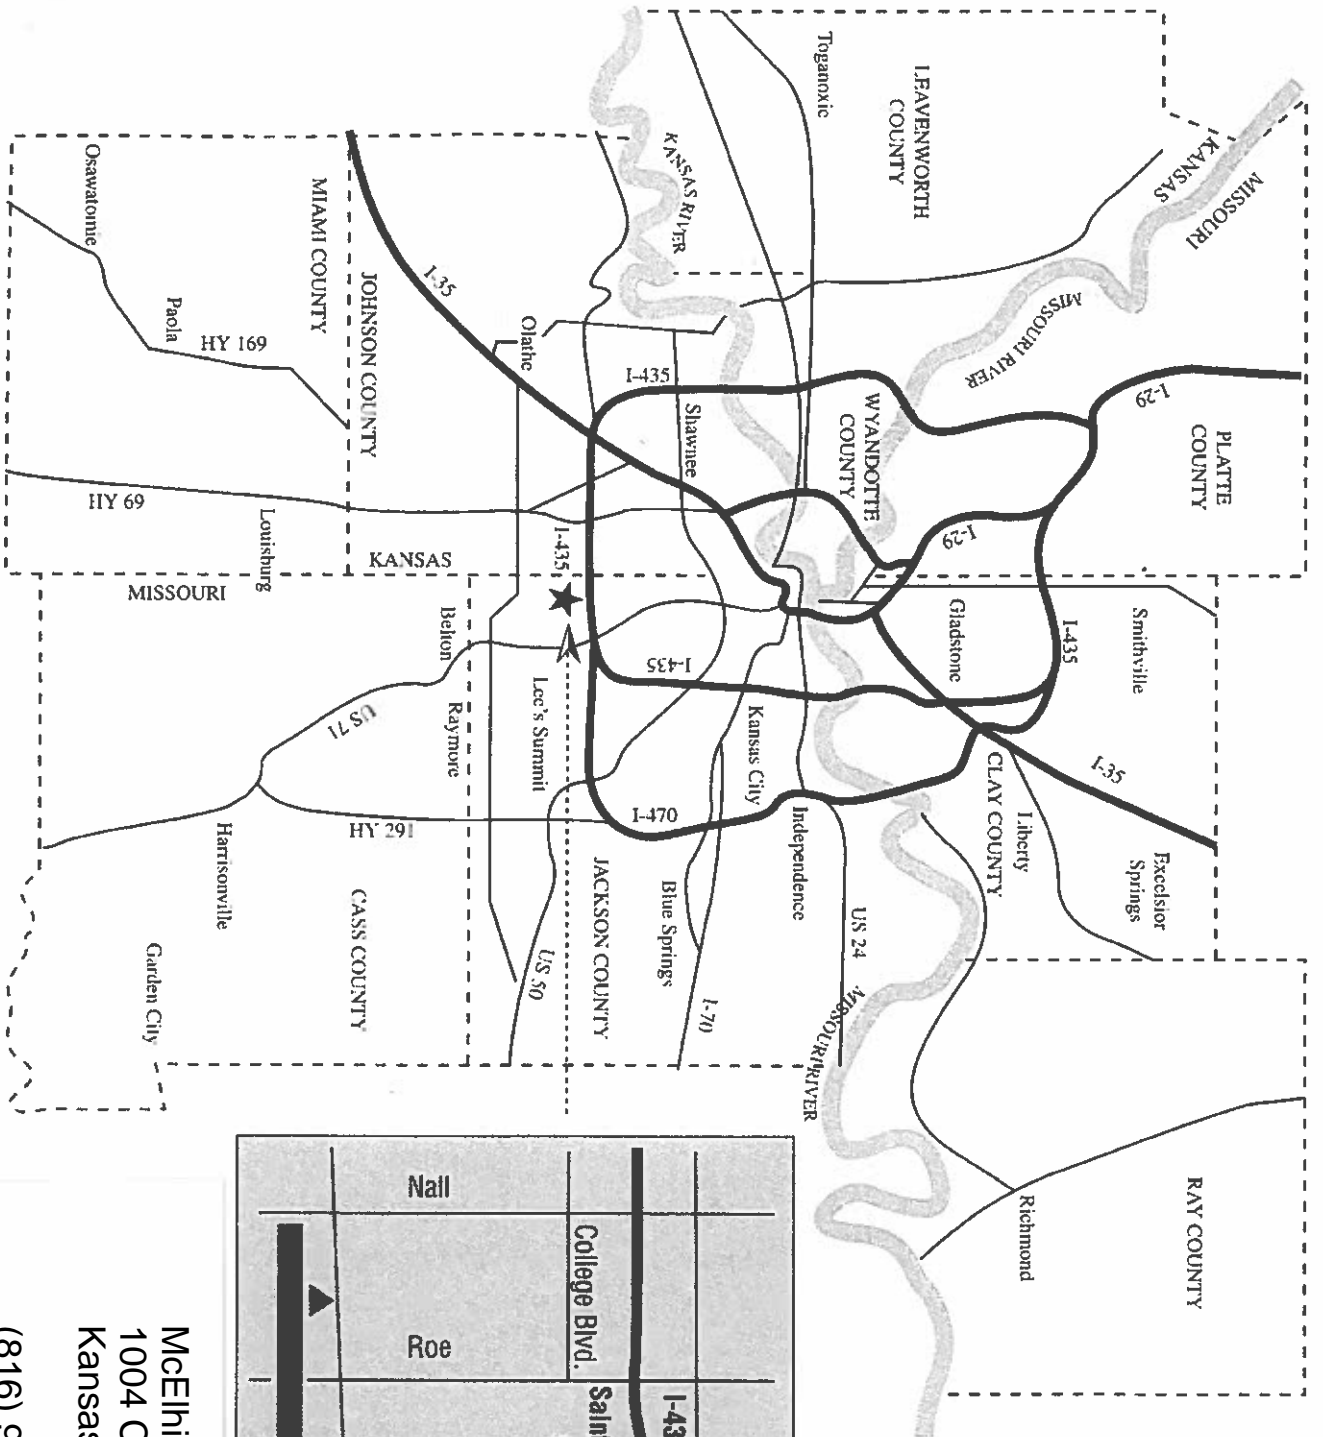 PLATTE
COUNTY
I-29
KANSAS
MISSOURI
MISSOURI RIVER
LEAVENWORTH
COUNTY
Toganoxic
KANSAS RIVER
WYANDOTTE
COUNTY
I-29
Smithville
Gladstone
I-435
I-35
Excelsior
Springs
Liberty
CLAY COUNTY
RAY COUNTY
Richmond
US 24
MISSOURI RIVER
Independence
Kansas City
I-435
Shawnee
I-435
I-470
Blue Springs
I-70
JACKSON COUNTY
I-435
Olathe
I-35
Lee's Summit
US 50
JOHNSON COUNTY
MIAMI COUNTY
KANSAS
MISSOURI
Belton
Raymore
US 71
HY 291
CASS COUNTY
HY 169
Paola
Osawatomie
Louisburg
HY 69
Harrisonville
Garden City
I-43
College Blvd.
Sain
Nall
Roe
McElhi
1004 C
Kansas
(816) 9